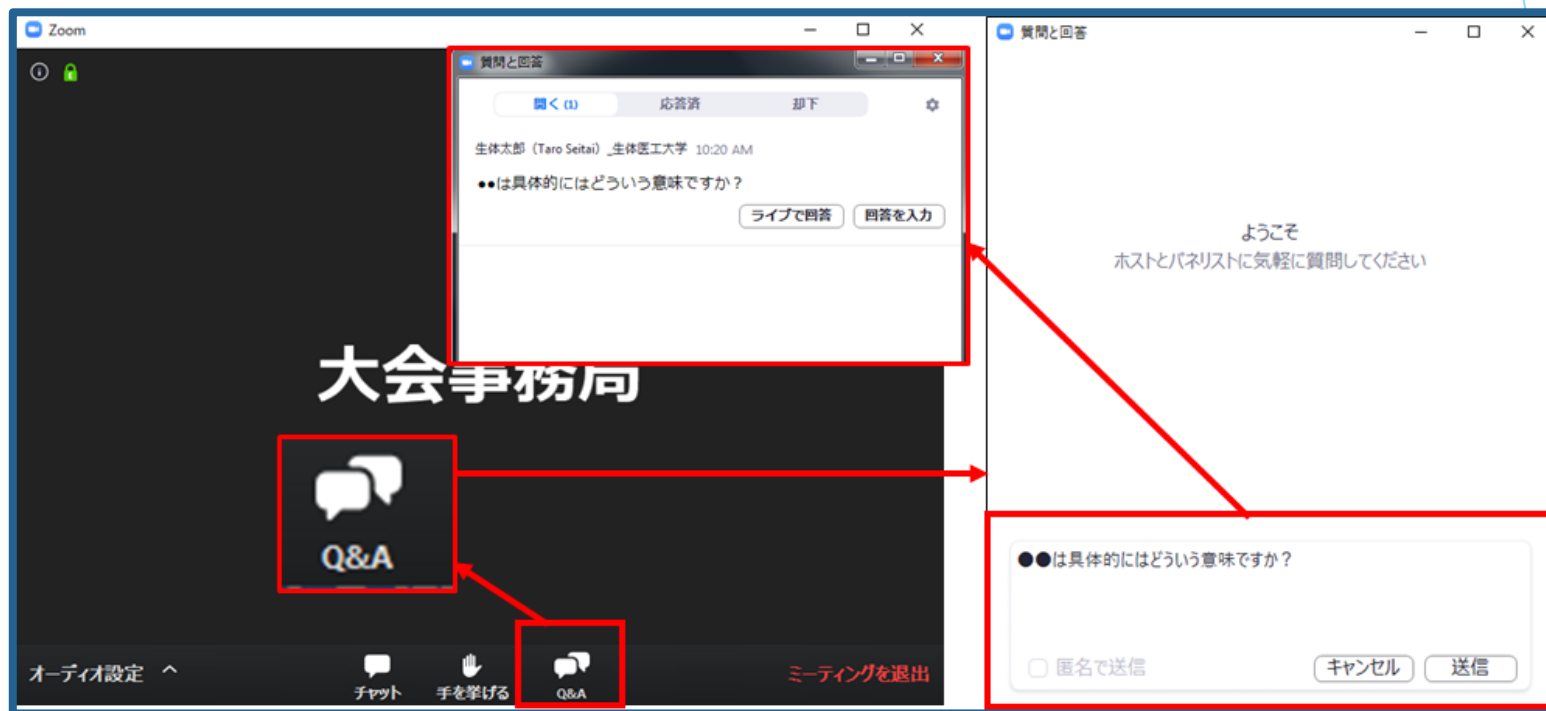 Zoom
質問と回答
開く (1) 応答済 却下
生体太郎（Taro Seitai）_生体医工大学 10:20 AM
●●は具体的にはどういう意味ですか？
ライブで回答 回答を入力
大会事務局
Q&A
オーディオ設定 チャット 手を挙げる Q&A ミーティングを退出
質問と回答
ようこそ
ホストとパネリストに気軽に質問してください
●●は具体的にはどういう意味ですか？
匿名で送信 キャンセル 送信